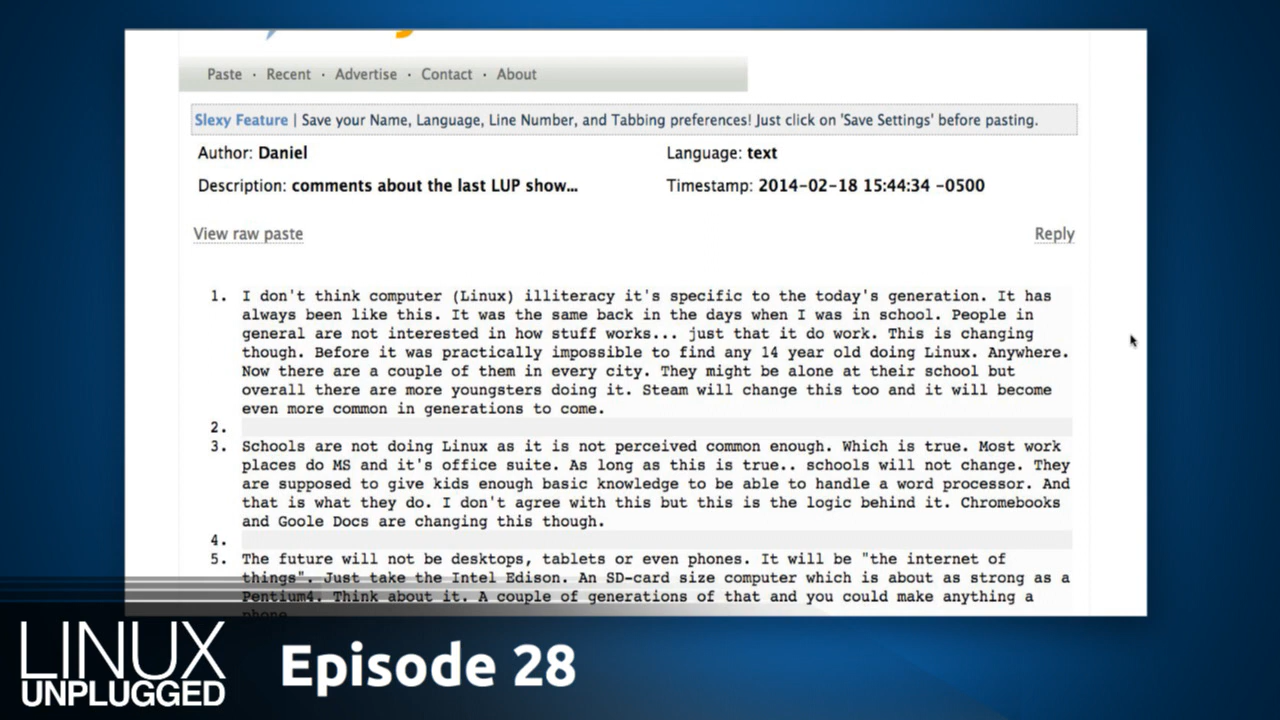 Paste · Recent · Advertise · Contact · About
Slexy Feature | Save your Name, Language, Line Number, and Tabbing preferences! Just click on 'Save Settings' before pasting.
Author: Daniel Language: text
Description: comments about the last LUP show... Timestamp: 2014-02-18 15:44:34 -0500
View raw paste Reply
1. I don't think computer (Linux) illiteracy it's specific to the today's generation. It has
always been like this. It was the same back in the days when I was in school. People in
general are not interested in how stuff works... just that it do work. This is changing
though. Before it was practically impossible to find any 14 year old doing Linux. Anywhere.
Now there are a couple of them in every city. They might be alone at their school but
overall there are more youngsters doing it. Steam will change this too and it will become
even more common in generations to come.
2.
3. Schools are not doing Linux as it is not perceived common enough. Which is true. Most work
places do MS and it's office suite. As long as this is true.. schools will not change. They
are supposed to give kids enough basic knowledge to be able to handle a word processor. And
that is what they do. I don't agree with this but this is the logic behind it. Chromebooks
and Goole Docs are changing this though.
4.
5. The future will not be desktops, tablets or even phones. It will be "the internet of
things". Just take the Intel Edison. An SD-card size computer which is about as strong as a
Pentium4. Think about it. A couple of generations of that and you could make anything a
phone
LINUX
UNPLUGGED
Episode 28